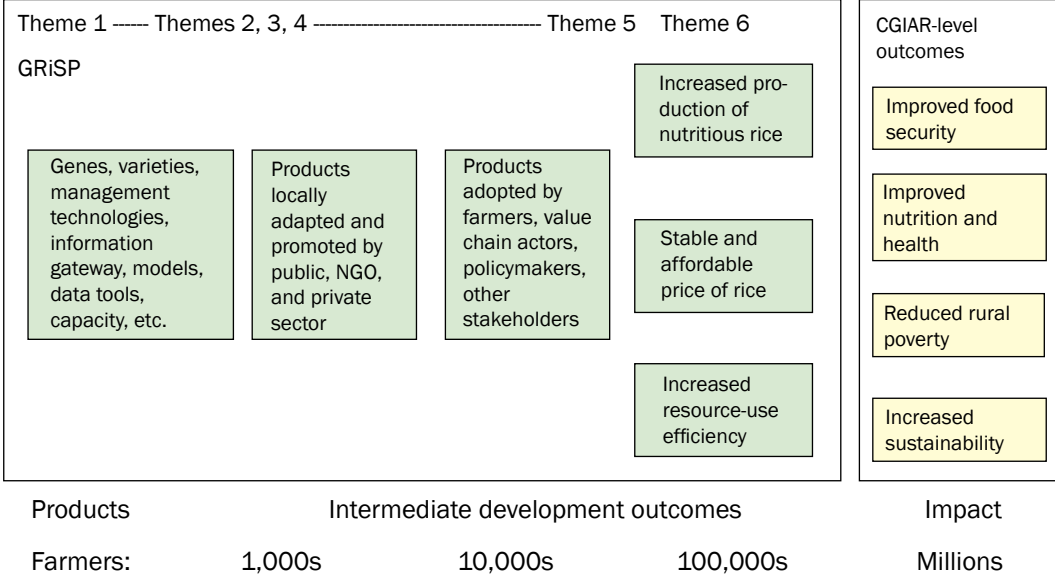 Theme 1 ------ Themes 2, 3, 4 -------------------------------------- Theme 5 Theme 6
GRiSP
Genes, varieties,
management
technologies,
information
gateway, models,
data tools,
capacity, etc.
Products
locally
adapted and
promoted by
public, NGO,
and private
sector
Products
adopted by
farmers, value
chain actors,
policymakers,
other
stakeholders
Increased pro-
duction of
nutritious rice
Stable and
affordable
price of rice
Increased
resource-use
efficiency
CGIAR-level
outcomes
Improved food
security
Improved
nutrition and
health
Reduced rural
poverty
Increased
sustainability
Products Intermediate development outcomes Impact
Farmers: 1,000s 10,000s 100,000s Millions